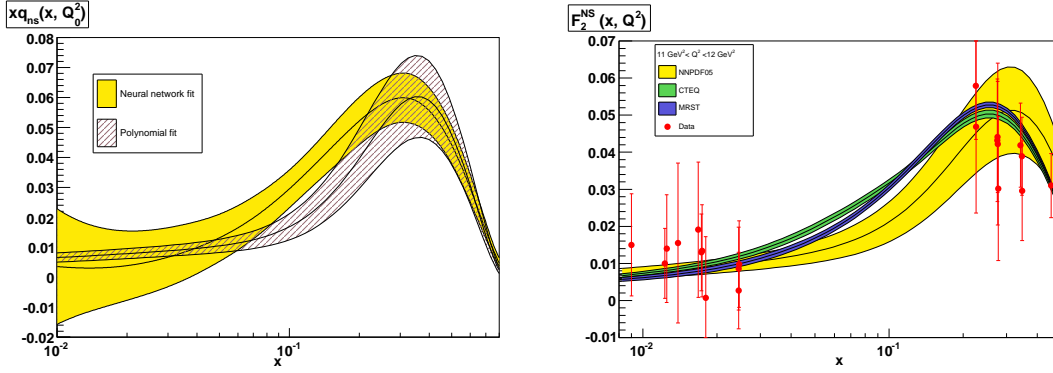 xq_ns(x, Q_0^2)
0.08
0.07
0.06
0.05
0.04
0.03
0.02
0.01
0
-0.01
-0.02
Neural network fit
Polynomial fit
10^-2
10^-1
x
F_2^NS (x, Q^2)
0.07
0.06
0.05
0.04
0.03
0.02
0.01
0
-0.01
11 GeV^2 < Q^2 <12 GeV^2
NNPDF05
CTEQ
MRST
Data
10^-2
10^-1
x